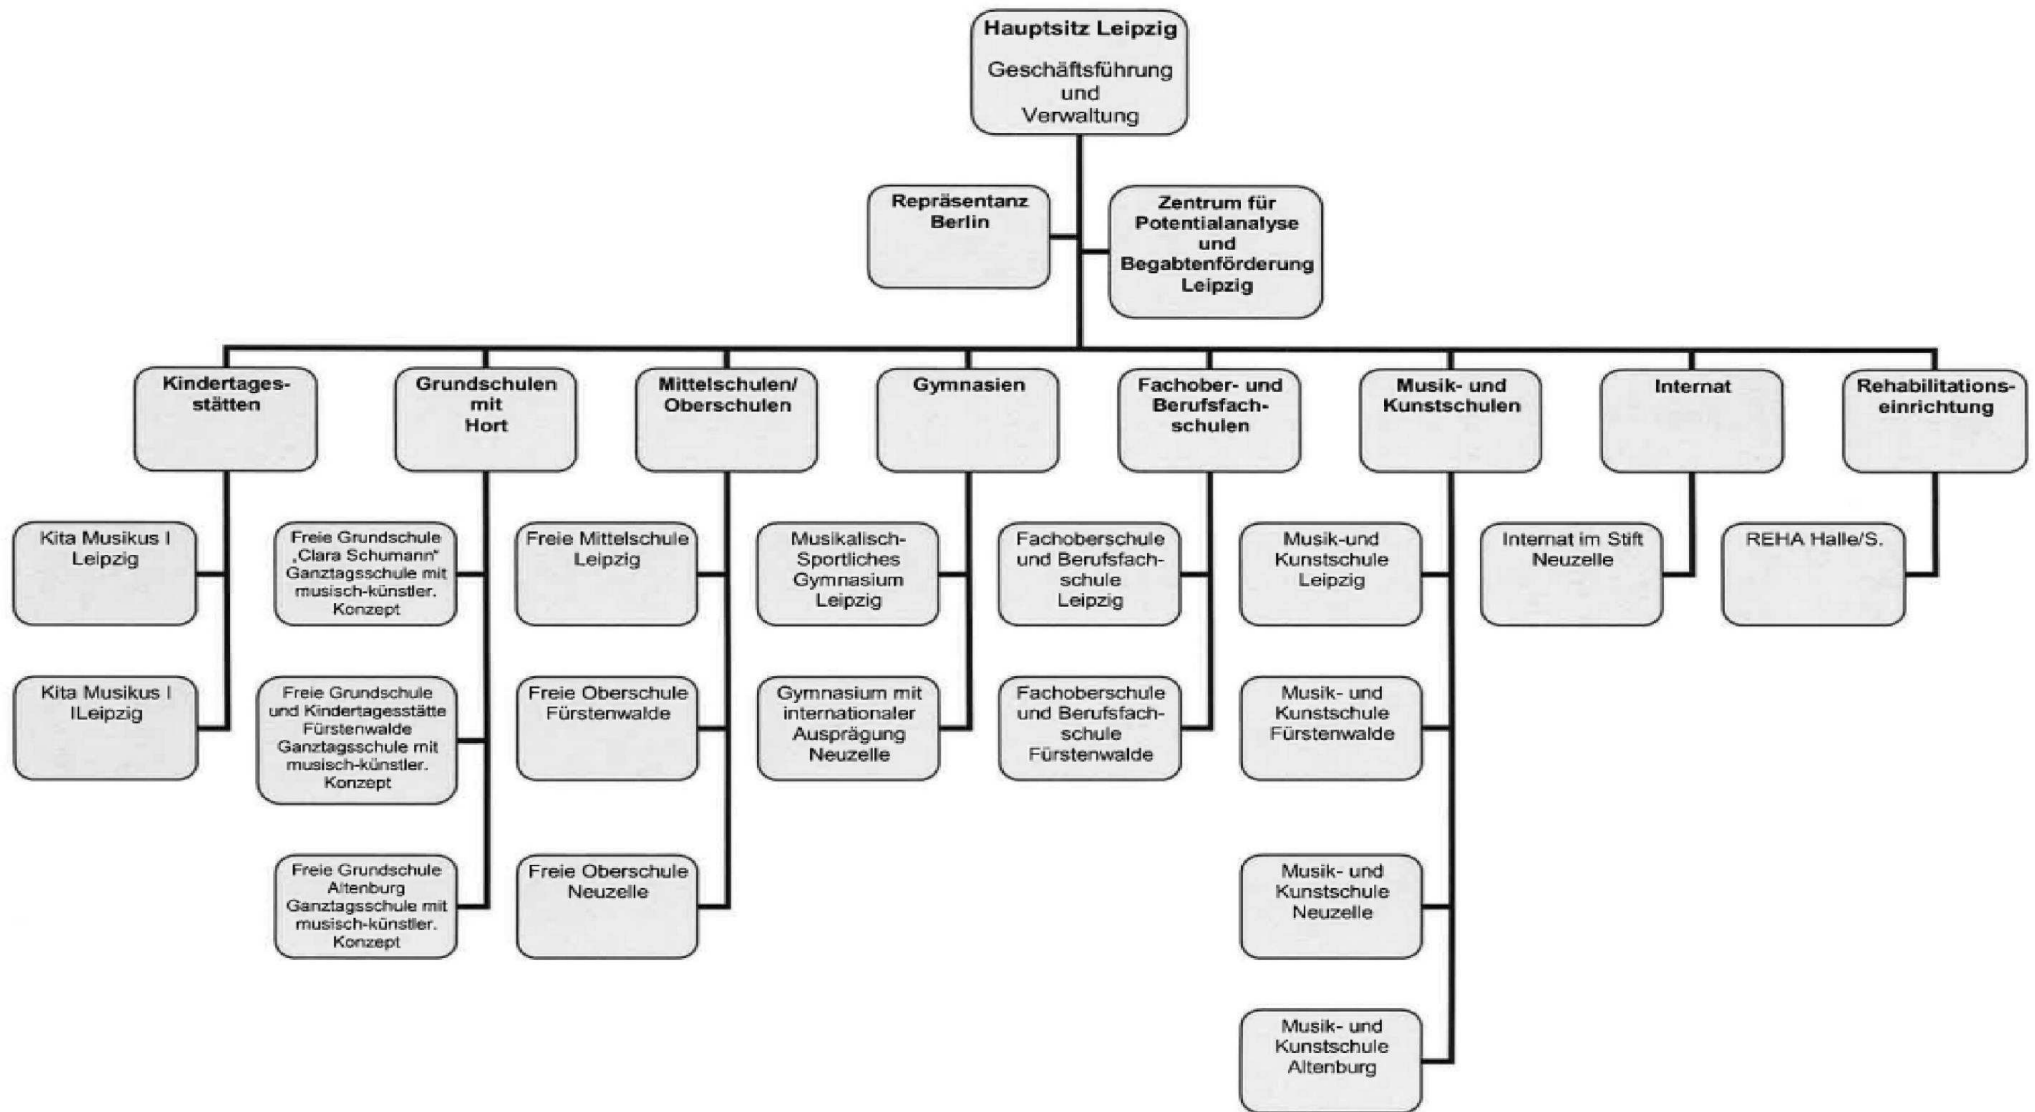 Hauptsitz Leipzig
Geschäftsführung
und
Verwaltung
Repräsentanz
Berlin
Zentrum für
Potentialanalyse
und
Begabtenförderung
Leipzig
Kindertages-
stätten
Grundschulen
mit
Hort
Mittelschulen/
Oberschulen
Gymnasien
Fachober- und
Berufsfach-
schulen
Musik- und
Kunstschulen
Internat
Rehabilitations-
einrichtung
Kita Musikus I
Leipzig
Freie Grundschule
„Clara Schumann“
Ganztagsschule mit
musisch-künstler.
Konzept
Freie Mittelschule
Leipzig
Musikalisch-
Sportliches
Gymnasium
Leipzig
Fachoberschule
und Berufsfach-
schule
Leipzig
Musik-und
Kunstschule
Leipzig
Internat im Stift
Neuzelle
REHA Halle/S.
Kita Musikus I
ILeipzig
Freie Grundschule
und Kindertagesstätte
Fürstenwalde
Ganztagsschule mit
musisch-künstler.
Konzept
Freie Oberschule
Fürstenwalde
Gymnasium mit
internationaler
Ausprägung
Neuzelle
Fachoberschule
und Berufsfach-
schule
Fürstenwalde
Musik- und
Kunstschule
Fürstenwalde
Freie Grundschule
Altenburg
Ganztagsschule mit
musisch-künstler.
Konzept
Freie Oberschule
Neuzelle
Musik- und
Kunstschule
Neuzelle
Musik- und
Kunstschule
Altenburg